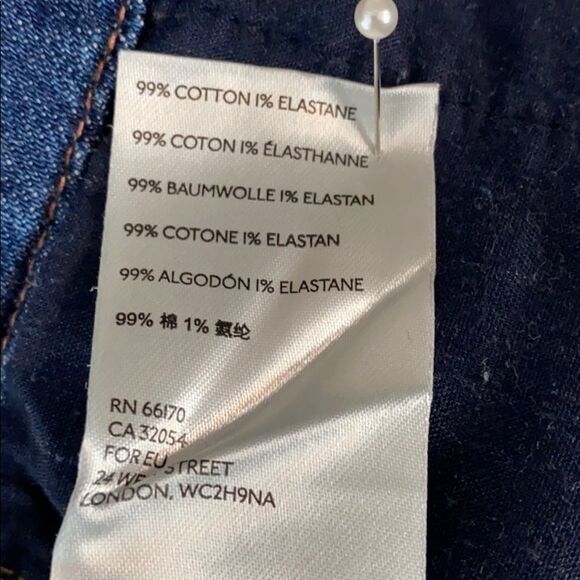 99% COTTON 1% ELASTANE
99% COTON 1% ÉLASTHANNE
99% BAUMWOLLE 1% ELASTAN
99% COTONE 1% ELASTAN
99% ALGODÓN 1% ELASTANE
99% 棉 1% 氨纶
RN 66170
CA 32054
FOR EU
24 STREET
LONDON, WC2H9NA